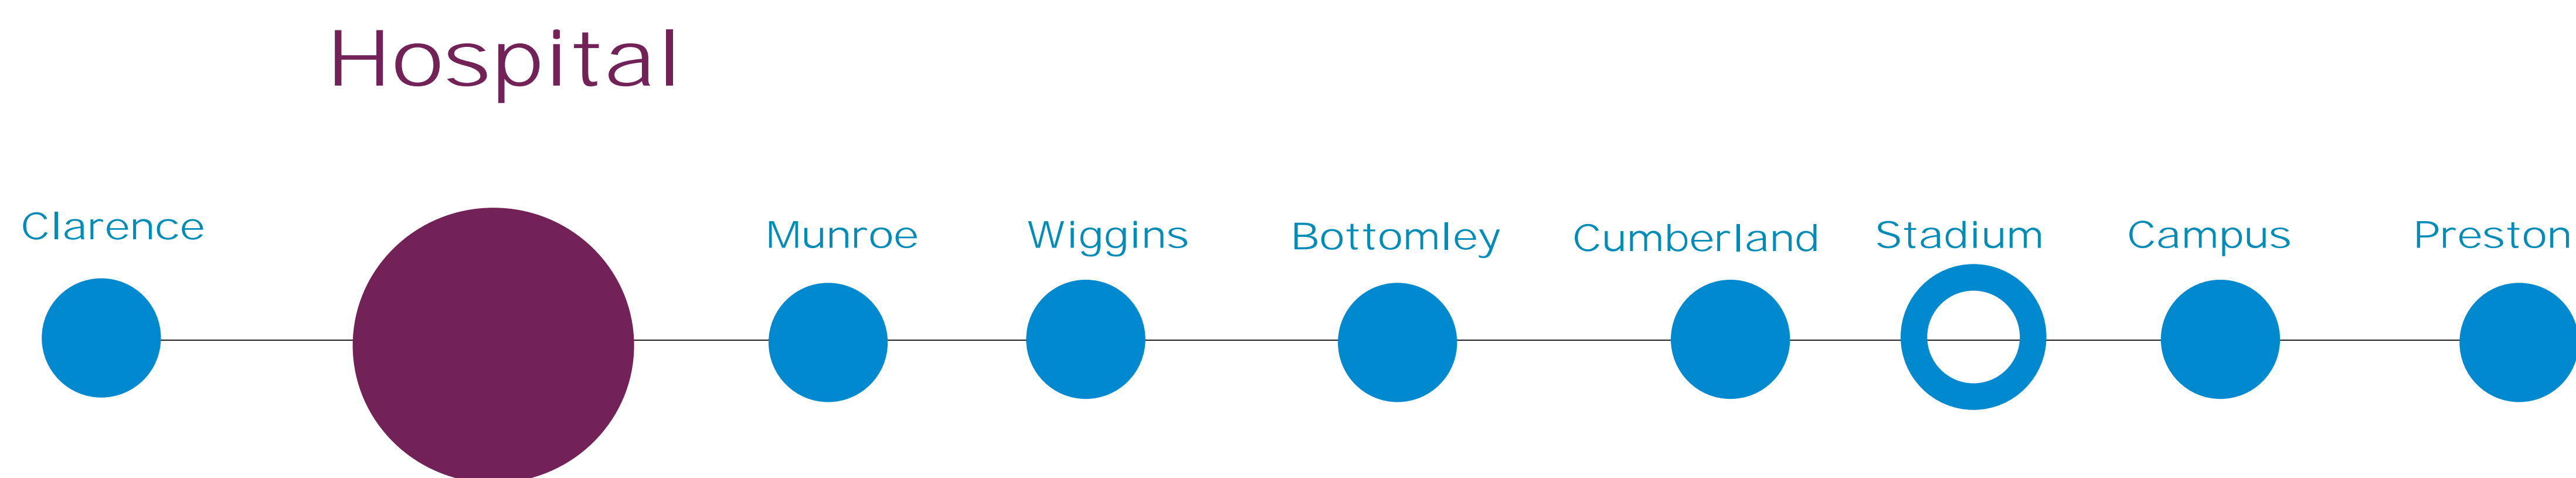 Hospital
Clarence
Munroe
Wiggins
Bottomley
Cumberland
Stadium
Campus
Preston